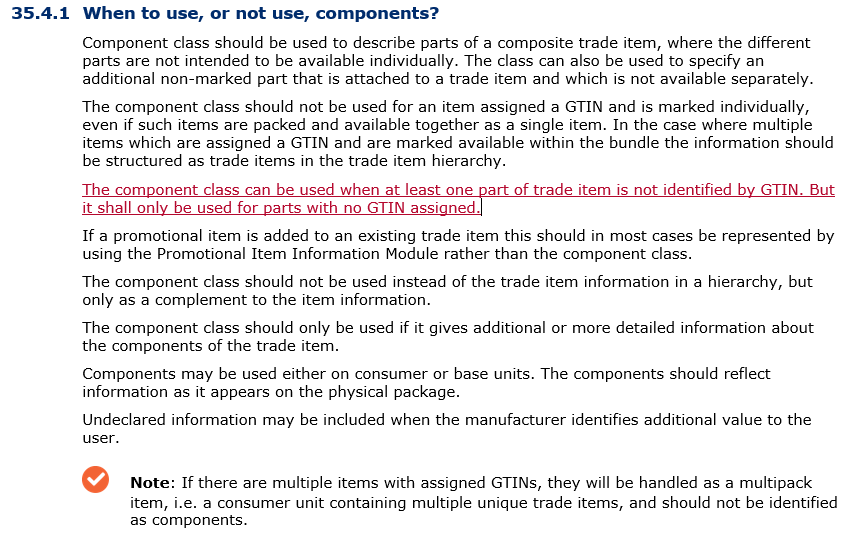 35.4.1 When to use, or not use, components?
Component class should be used to describe parts of a composite trade item, where the different
parts are not intended to be available individually. The class can also be used to specify an
additional non-marked part that is attached to a trade item and which is not available separately.
The component class should not be used for an item assigned a GTIN and is marked individually,
even if such items are packed and available together as a single item. In the case where multiple
items which are assigned a GTIN and are marked available within the bundle the information should
be structured as trade items in the trade item hierarchy.
The component class can be used when at least one part of trade item is not identified by GTIN. But
it shall only be used for parts with no GTIN assigned.
If a promotional item is added to an existing trade item this should in most cases be represented by
using the Promotional Item Information Module rather than the component class.
The component class should not be used instead of the trade item information in a hierarchy, but
only as a complement to the item information.
The component class should only be used if it gives additional or more detailed information about
the components of the trade item.
Components may be used either on consumer or base units. The components should reflect
information as it appears on the physical package.
Undeclared information may be included when the manufacturer identifies additional value to the
user.
Note: If there are multiple items with assigned GTINs, they will be handled as a multipack
item, i.e. a consumer unit containing multiple unique trade items, and should not be identified
as components.